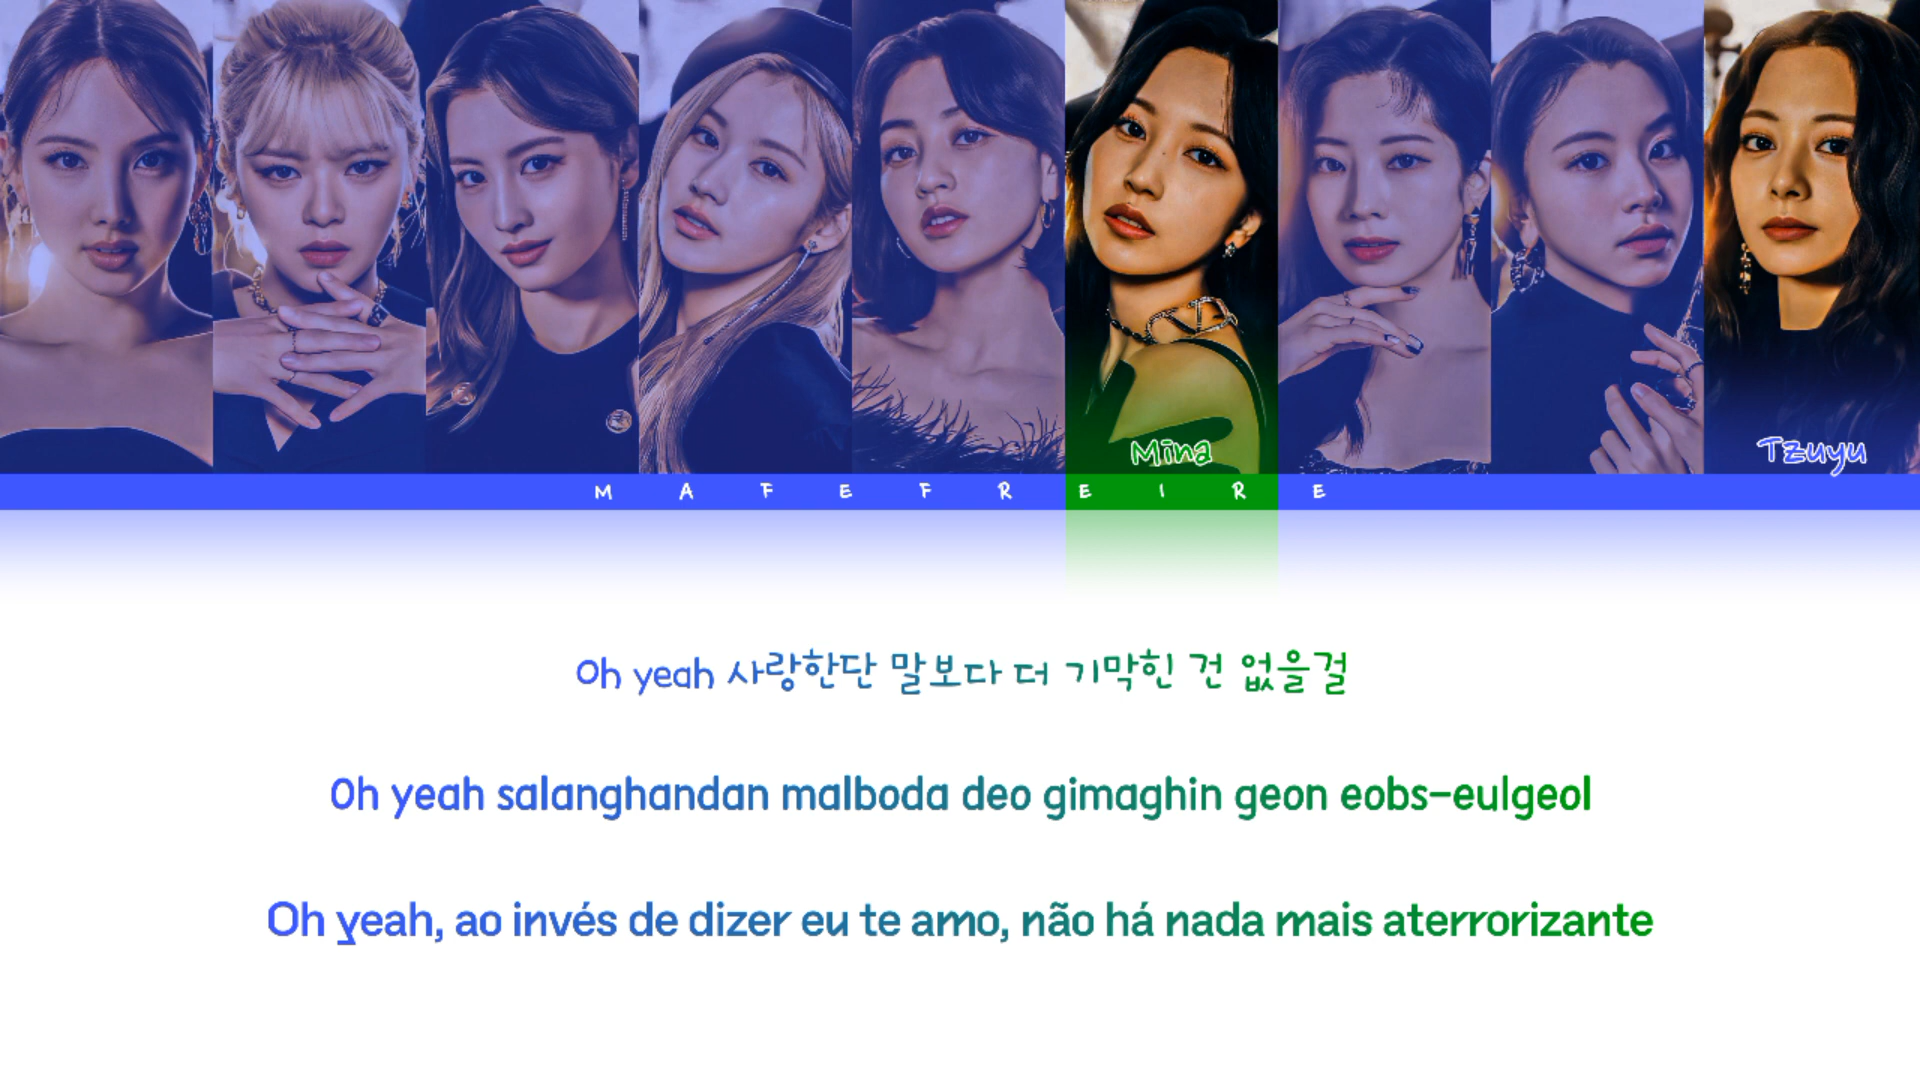 Mina
Tzuyu
MAFEFREIRE
Oh yeah 사랑한단 말보다 더 기막힌 건 없을걸
Oh yeah salanghandan malboda deo gimaghin geon eobs-eulgeol
Oh yeah, ao invés de dizer eu te amo, não há nada mais aterrorizante